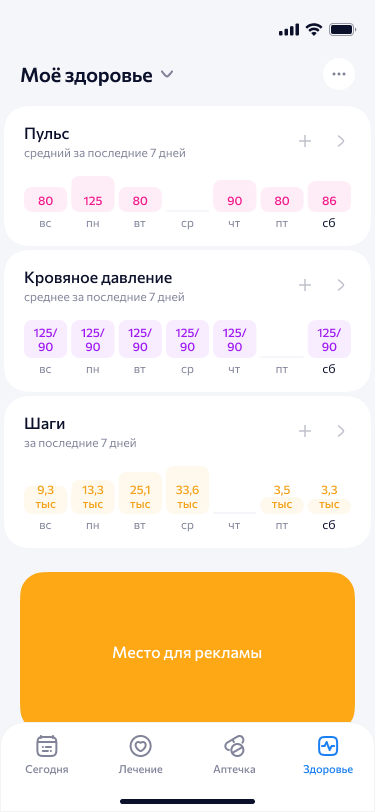 Моё здоровье
Пульс
средний за последние 7 дней
80 125 80 90 80 86
вс пн вт ср чт пт сб
Кровяное давление
среднее за последние 7 дней
125/ 125/ 125/ 125/ 125/ 125/
90 90 90 90 90 90
вс пн вт ср чт пт сб
Шаги
за последние 7 дней
9,3 13,3 25,1 33,6 3,5 3,3
тыс тыс тыс тыс тыс тыс
вс пн вт ср чт пт сб
Место для рекламы
Сегодня Лечение Аптечка Здоровье